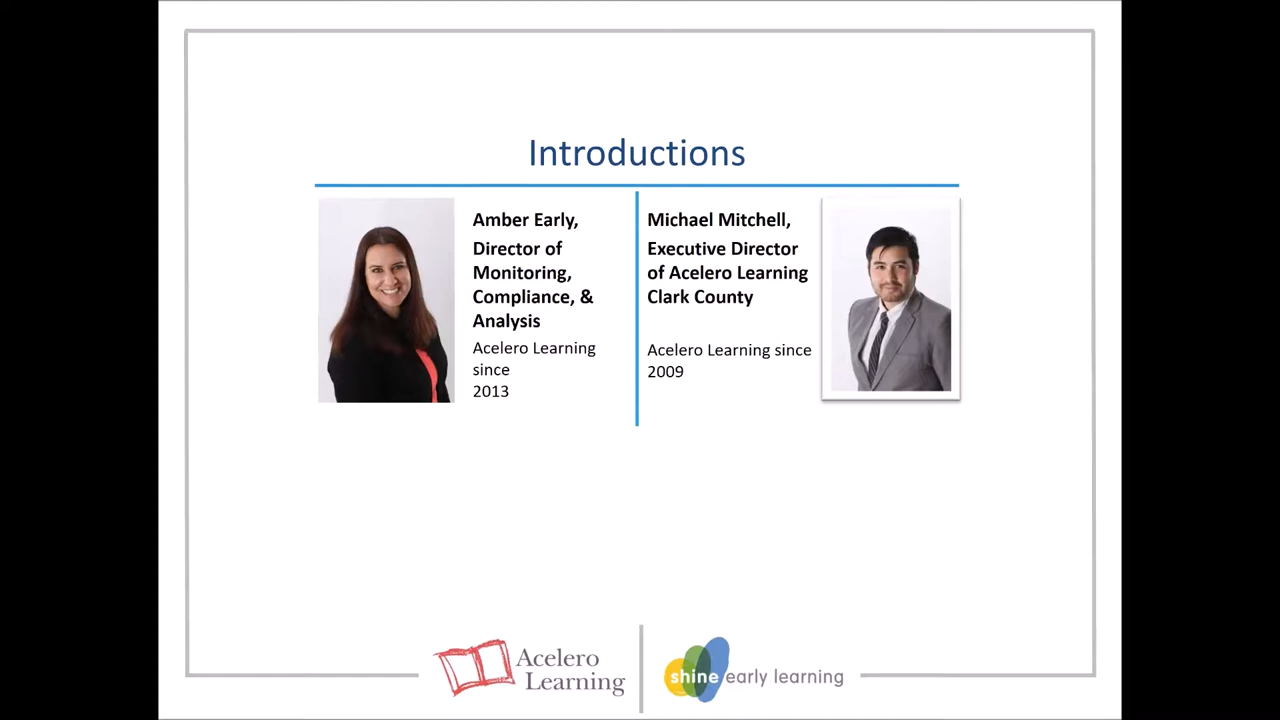 Introductions
Amber Early,
Director of
Monitoring,
Compliance, &
Analysis
Acelero Learning
since
2013
Michael Mitchell,
Executive Director
of Acelero Learning
Clark County
Acelero Learning since
2009
Acelero
Learning
shine early learning